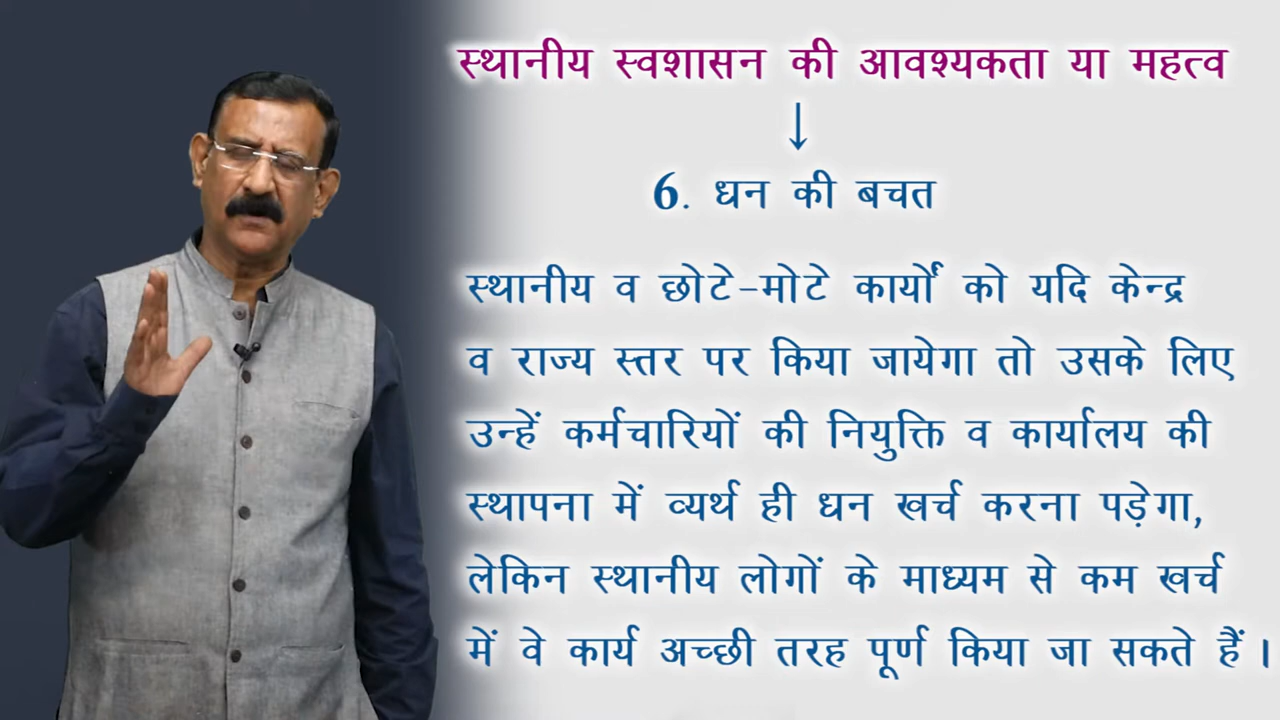 स्थानीय स्वशासन की आवश्यकता या महत्व
↓
6. धन की बचत
स्थानीय व छोटे-मोटे कार्यों को यदि केन्द्र
व राज्य स्तर पर किया जायेगा तो उसके लिए
उन्हें कर्मचारियों की नियुक्ति व कार्यालय की
स्थापना में व्यर्थ ही धन खर्च करना पड़ेगा,
लेकिन स्थानीय लोगों के माध्यम से कम खर्च
में वे कार्य अच्छी तरह पूर्ण किया जा सकते हैं।